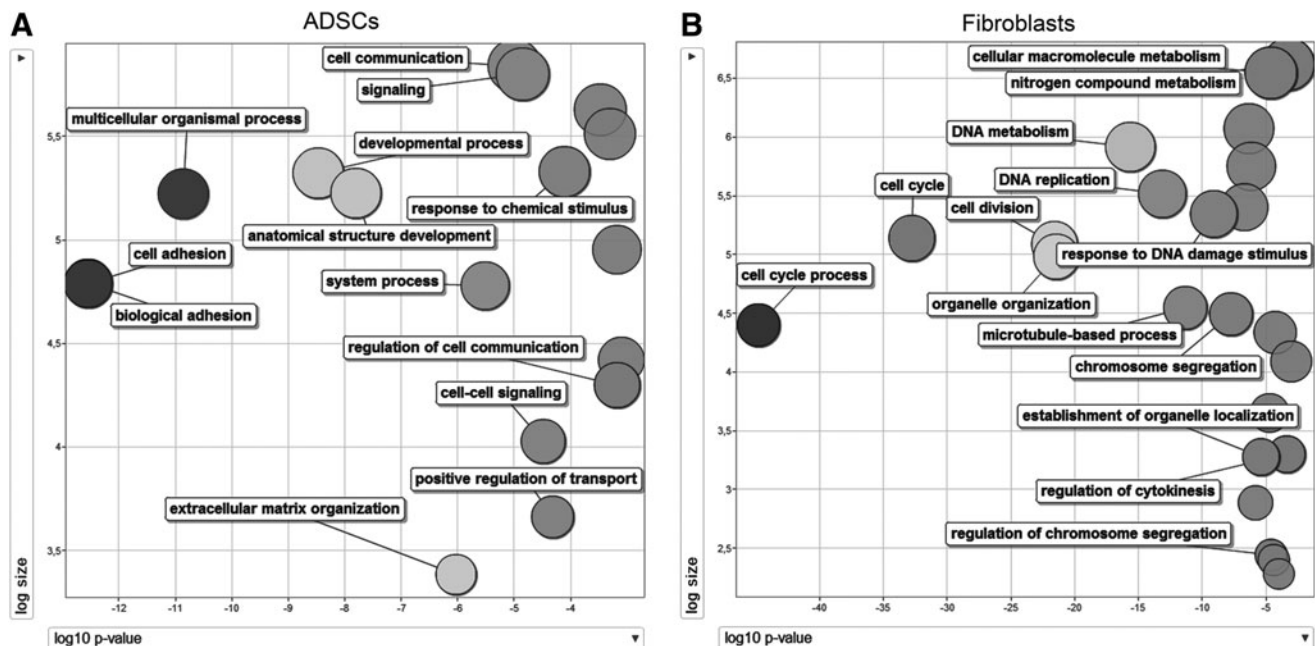 A
ADSCs
cell communication
signaling
multicellular organismal process
developmental process
response to chemical stimulus
anatomical structure development
cell adhesion
system process
biological adhesion
regulation of cell communication
cell-cell signaling
positive regulation of transport
extracellular matrix organization
5,5
5
4,5
4
3,5
log size
-12
-11
-10
-9
-8
-7
-6
-5
-4
log10 p-value
B
Fibroblasts
cellular macromolecule metabolism
nitrogen compound metabolism
DNA metabolism
DNA replication
cell cycle
cell division
response to DNA damage stimulus
cell cycle process
organelle organization
microtubule-based process
chromosome segregation
establishment of organelle localization
regulation of cytokinesis
regulation of chromosome segregation
6,5
6
5,5
5
4,5
4
3,5
3
2,5
log size
-40
-35
-30
-25
-20
-15
-10
-5
log10 p-value